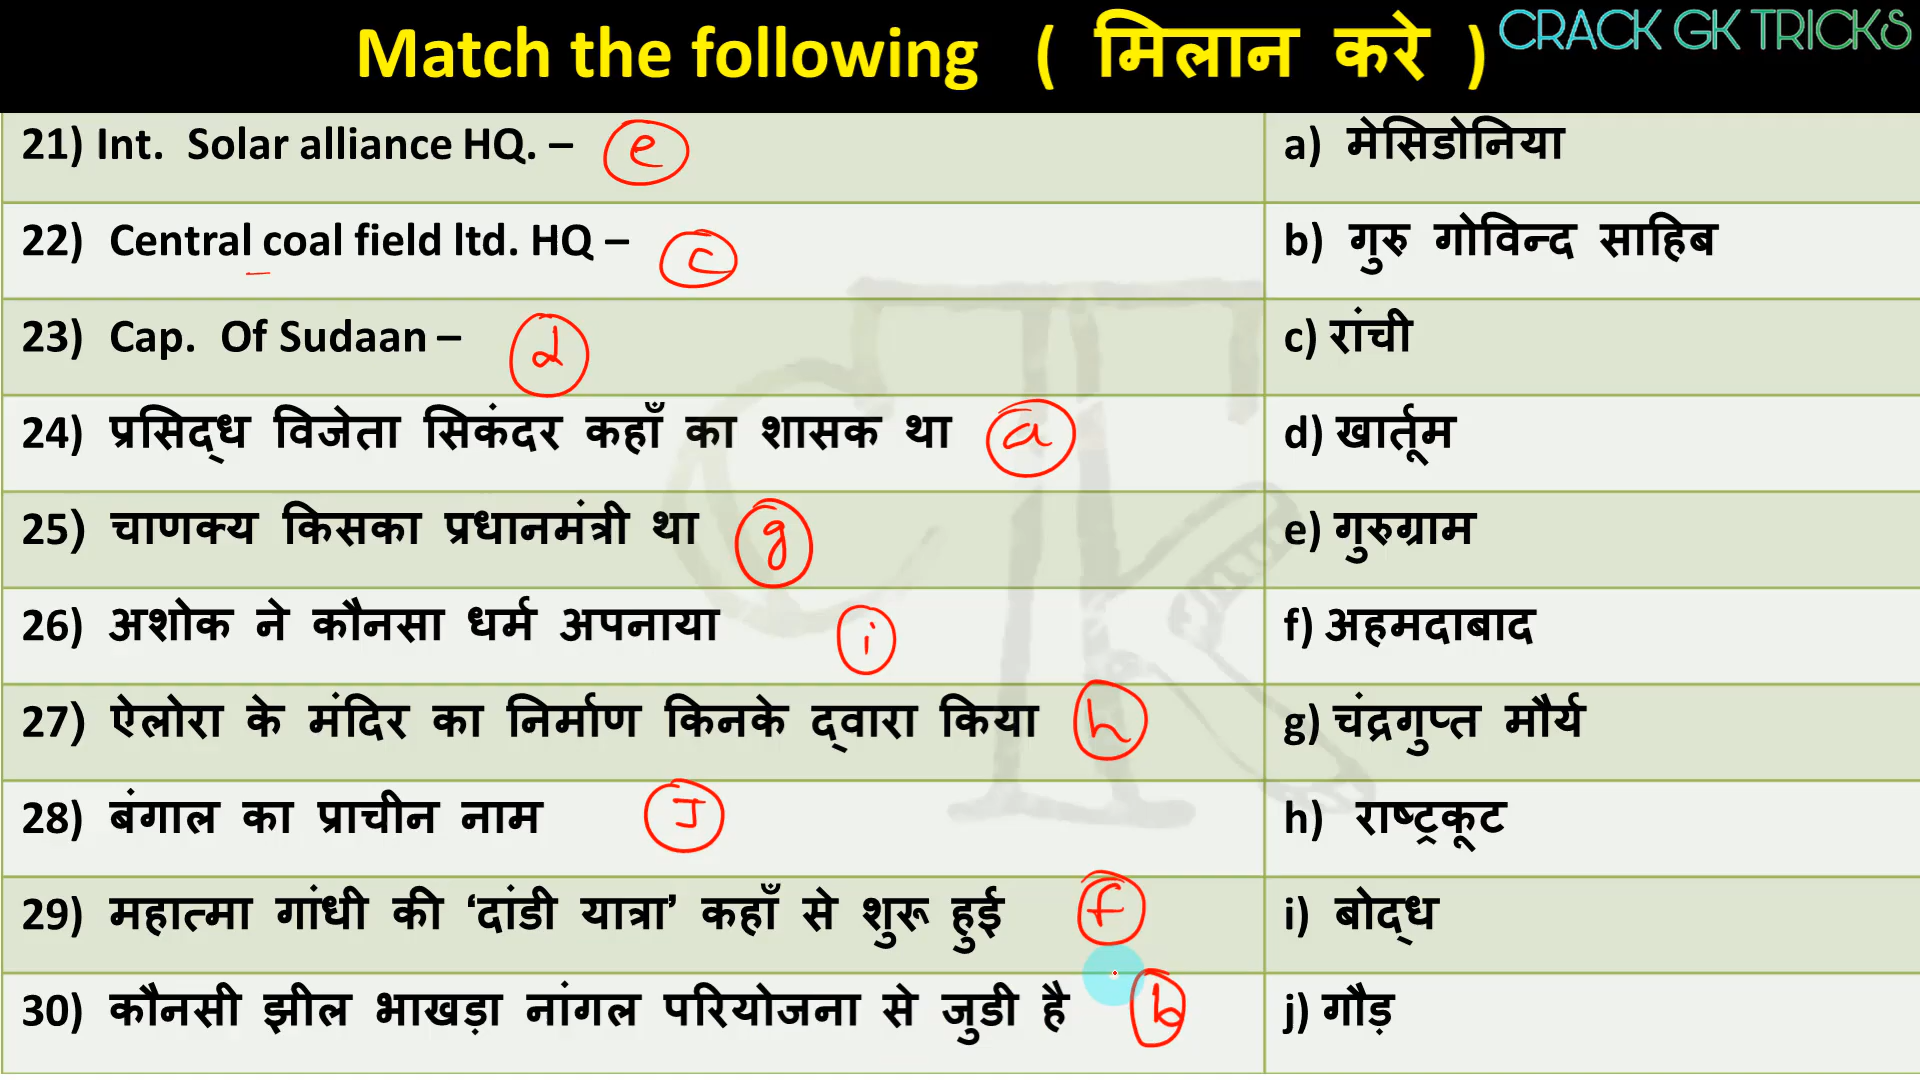 Match the following ( मिलान करे )
CRACK GK TRICKS
21) Int. Solar alliance HQ. – e
a) मेसिडोनिया
22) Central coal field ltd. HQ – c
b) गुरु गोविन्द साहिब
23) Cap. Of Sudaan – d
c) रांची
24) प्रसिद्ध विजेता सिकंदर कहाँ का शासक था a
d) खार्तूम
25) चाणक्य किसका प्रधानमंत्री था g
e) गुरुग्राम
26) अशोक ने कौनसा धर्म अपनाया i
f) अहमदाबाद
27) ऐलोरा के मंदिर का निर्माण किनके द्वारा किया h
g) चंद्रगुप्त मौर्य
28) बंगाल का प्राचीन नाम J
h) राष्ट्रकूट
29) महात्मा गांधी की ‘दांडी यात्रा’ कहाँ से शुरू हुई f
i) बोद्ध
30) कौनसी झील भाखड़ा नांगल परियोजना से जुडी है b
j) गौड़